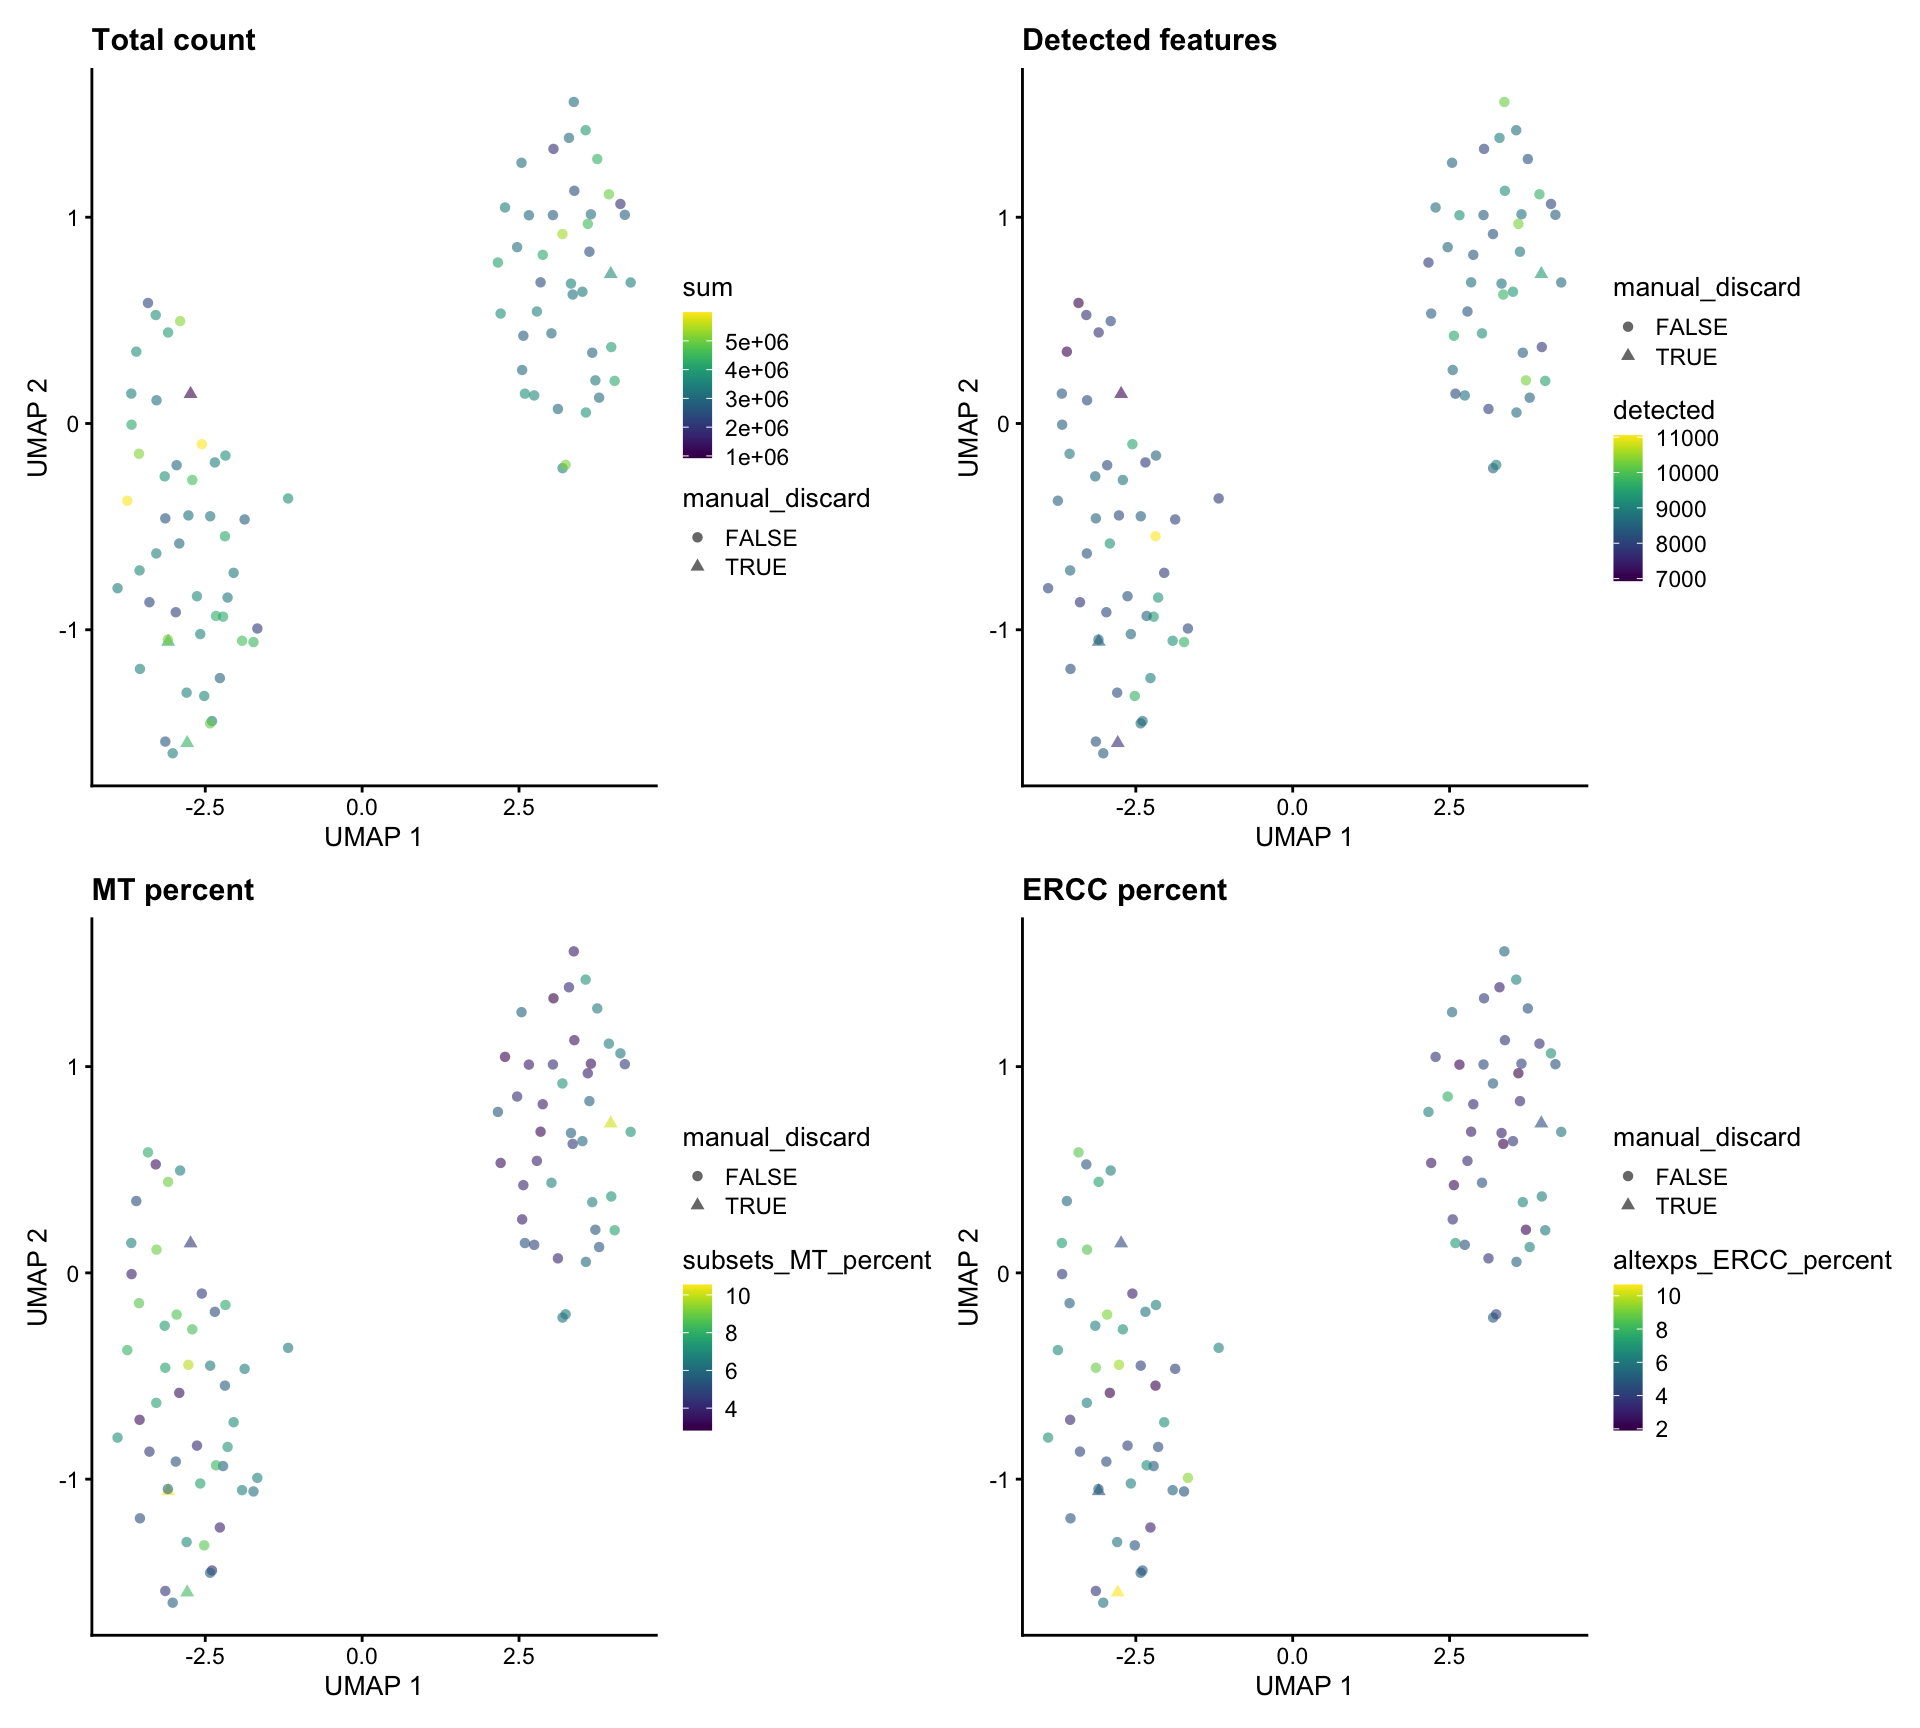 Total count
UMAP 2
1
0
-1
-2.5
0.0
2.5
UMAP 1
sum
5e+06
4e+06
3e+06
2e+06
1e+06
manual_discard
FALSE
TRUE
Detected features
UMAP 2
1
0
-1
-2.5
0.0
2.5
UMAP 1
manual_discard
FALSE
TRUE
detected
11000
10000
9000
8000
7000
MT percent
UMAP 2
1
0
-1
-2.5
0.0
2.5
UMAP 1
manual_discard
FALSE
TRUE
subsets_MT_percent
10
8
6
4
ERCC percent
UMAP 2
1
0
-1
-2.5
0.0
2.5
UMAP 1
manual_discard
FALSE
TRUE
altexps_ERCC_percent
10
8
6
4
2